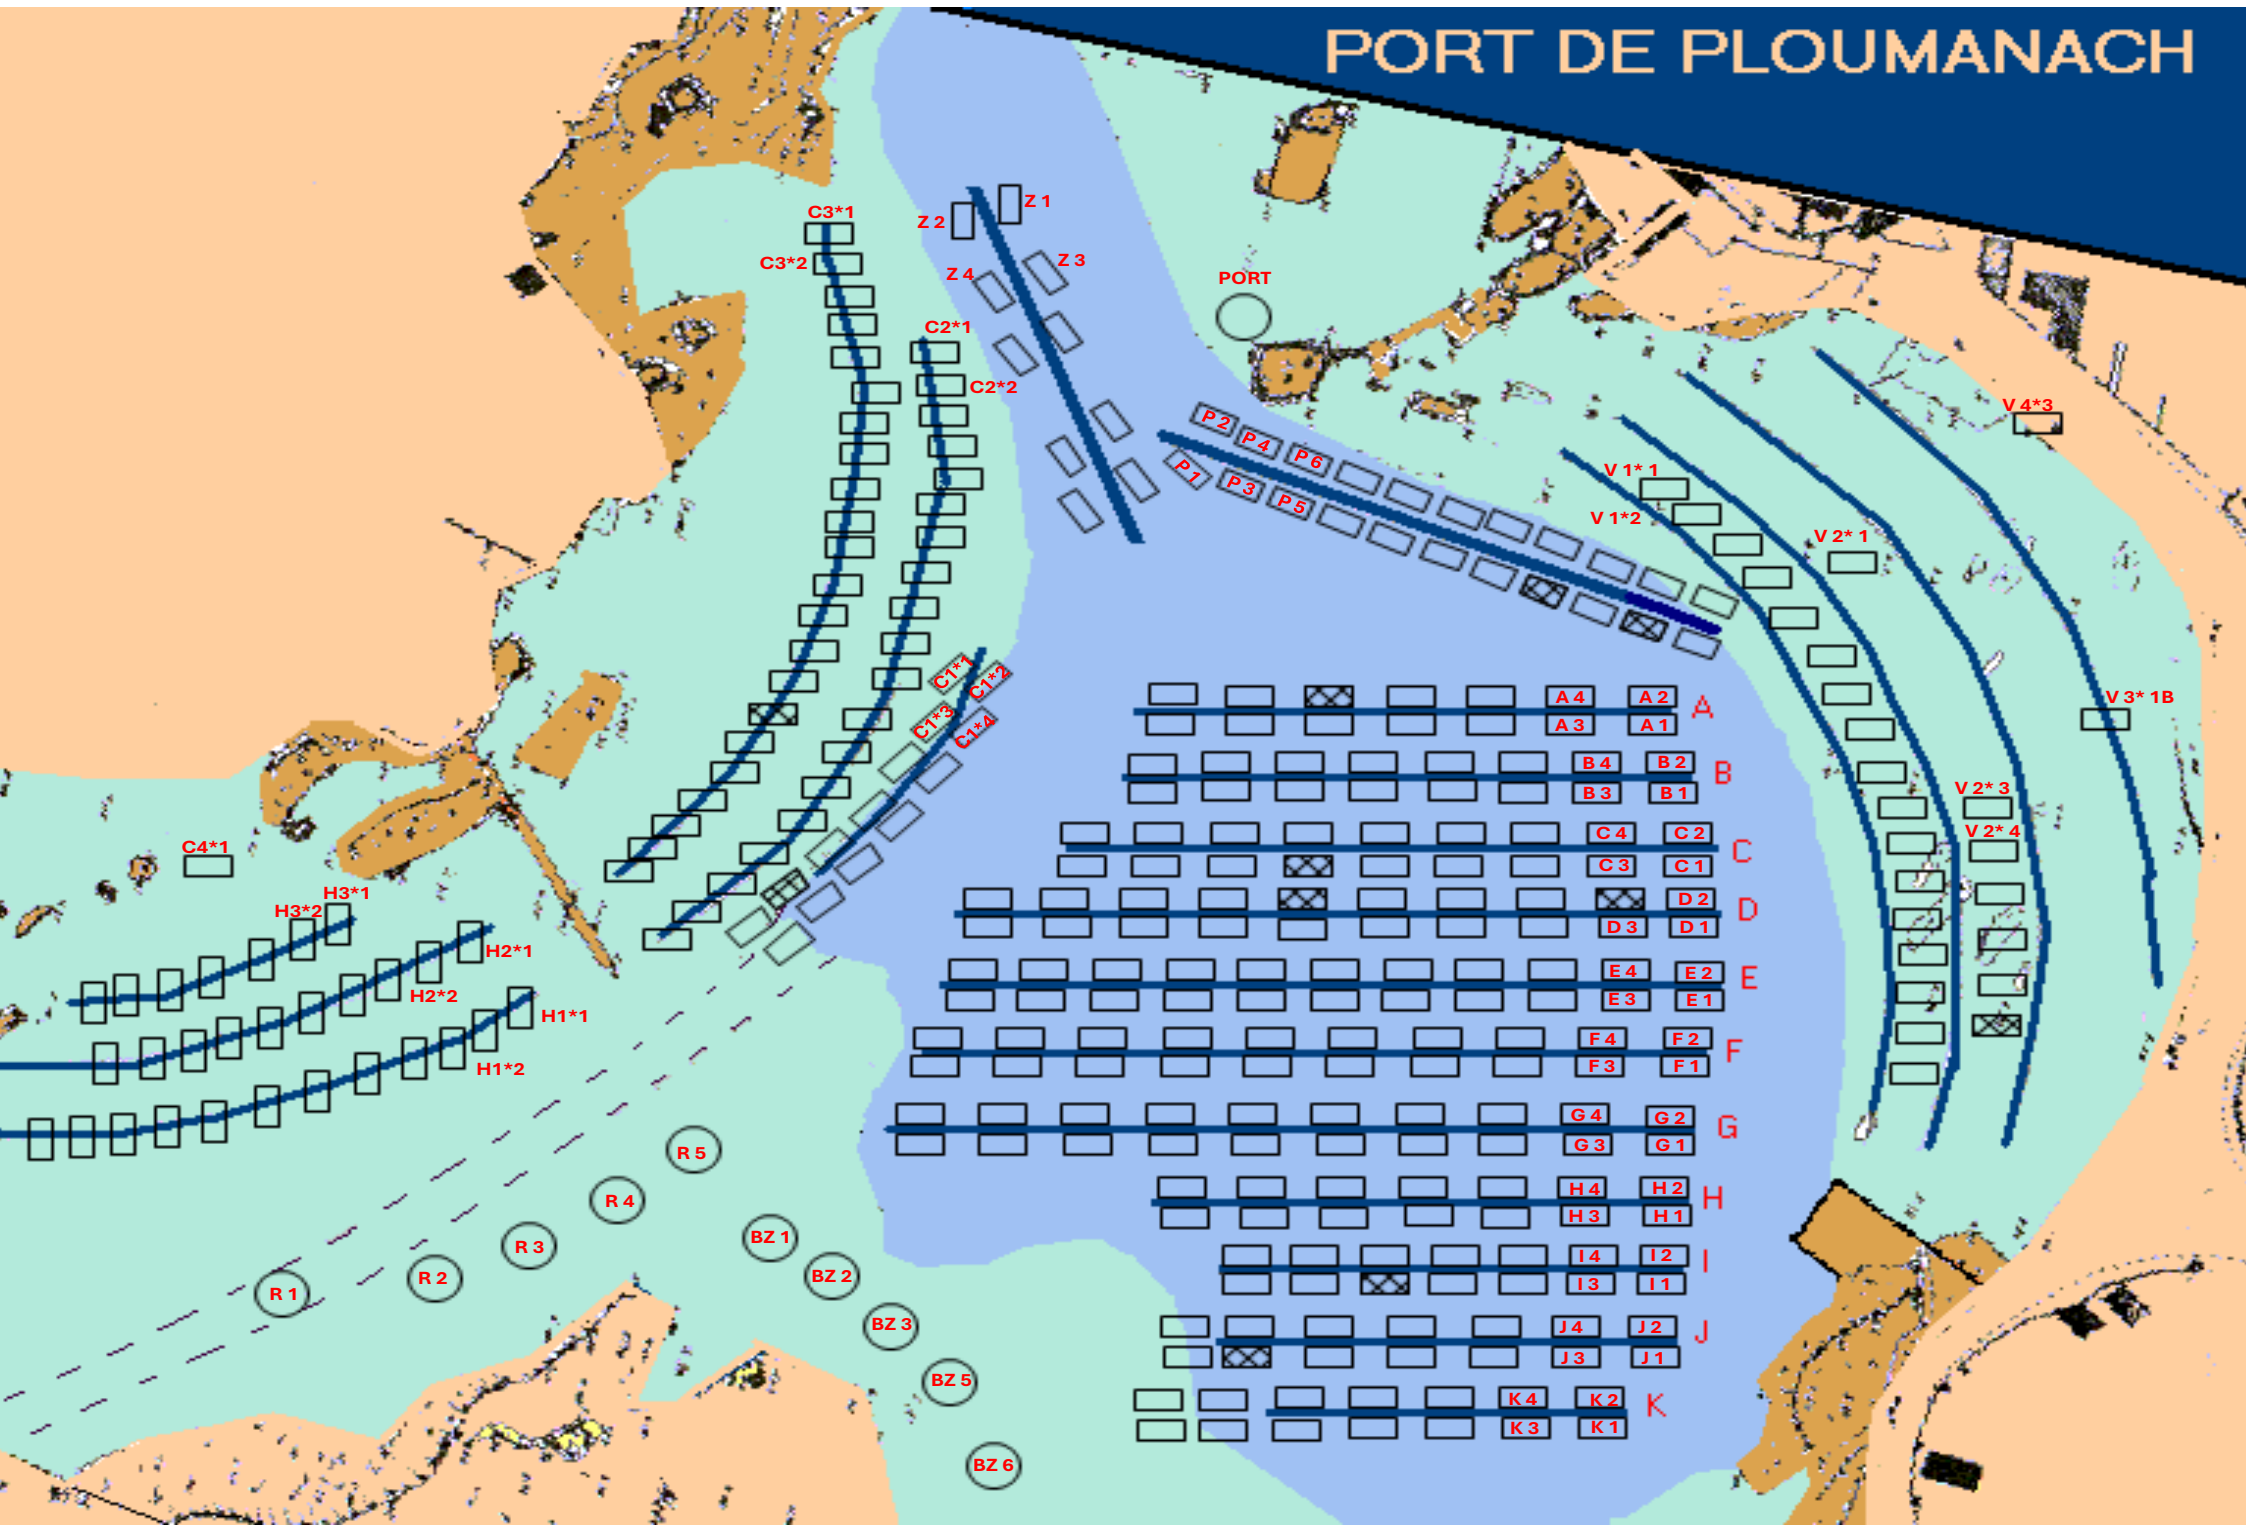 PORT DE PLOUMANACH
Z 1
Z 2
C3*1
C3*2
Z 3
Z 4
PORT
C2*1
C2*2
P 2
P 4
P 6
P 1
P 3
P 5
V 4*3
V 1* 1
V 1*2
V 2* 1
C1*1
C1*2
C1*3
C1*4
A 4
A 2
A
A 3
A 1
V 3* 1B
B 4
B 2
B
B 3
B 1
V 2* 3
C 4
C 2
C
V 2* 4
C 3
C 1
C4*1
H3*1
H3*2
D 2
D
D 3
D 1
H2*1
H2*2
E 4
E 2
E
E 3
E 1
H1*1
H1*2
F 4
F 2
F
F 3
F 1
G 4
G 2
G
G 3
G 1
R 5
R 4
H 4
H 2
H
H 3
H 1
R 3
BZ 1
R 2
BZ 2
R 1
I 4
I 2
I
I 3
I 1
BZ 3
J 4
J 2
J
J 3
J 1
BZ 5
K 4
K 2
K
K 3
K 1
BZ 6